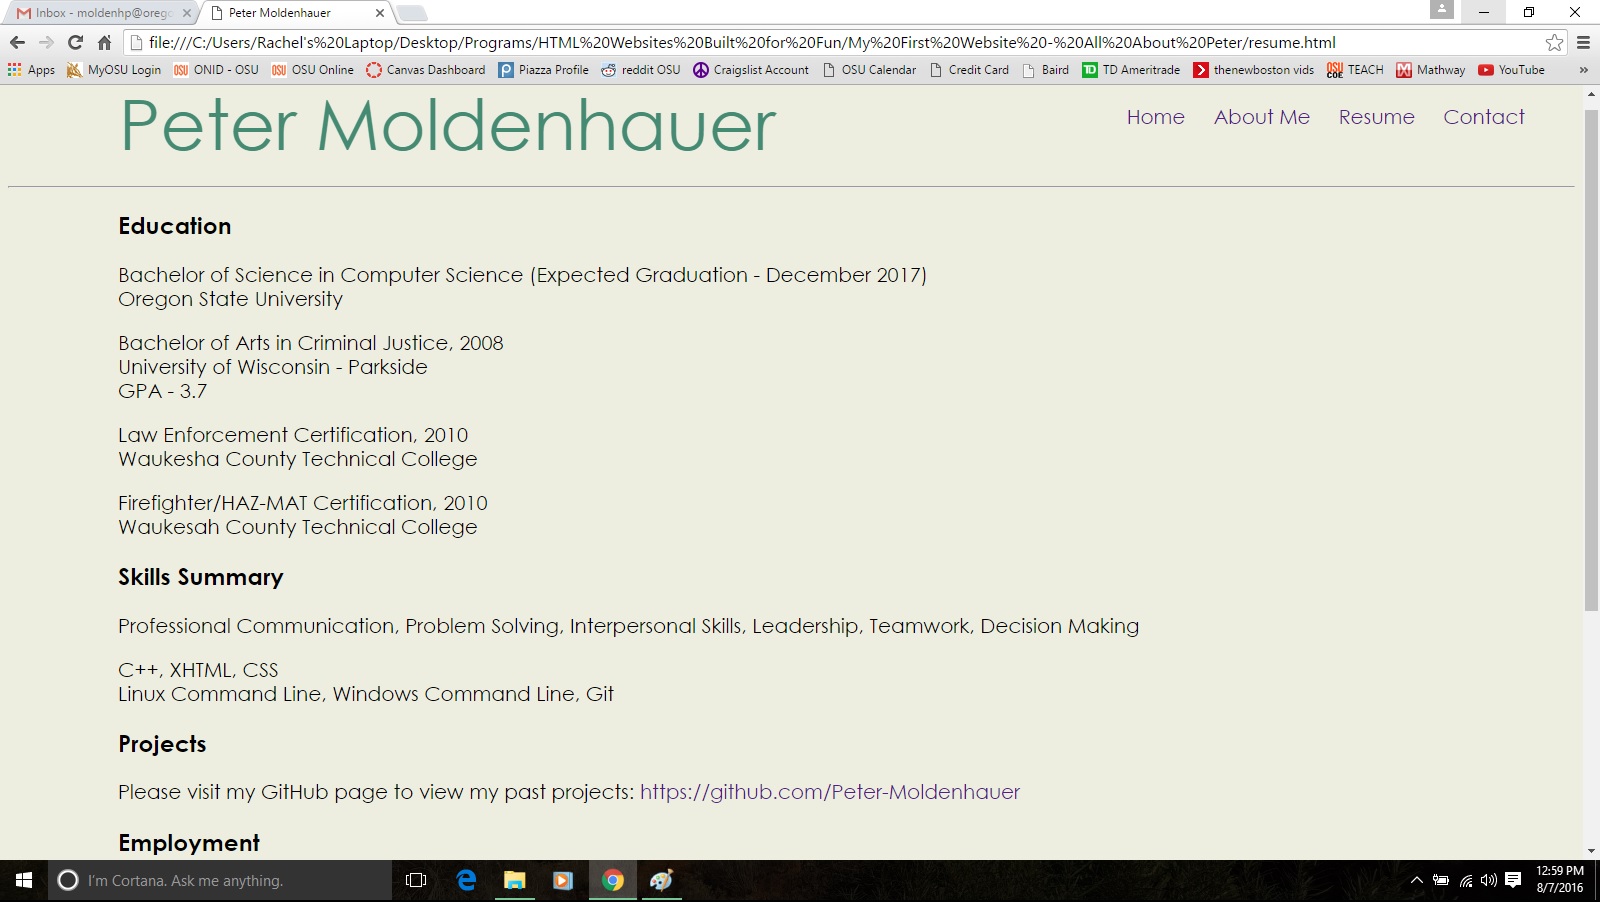 Inbox - moldenhp@orego
Peter Moldenhauer
file:///C:/Users/Rachel's%20Laptop/Desktop/Programs/HTML%20Websites%20Built%20for%20Fun/My%20First%20Website%20-%20All%20About%20Peter/resume.html
Apps MyOSU Login OSU ONID - OSU OSU OSU Online Canvas Dashboard Piazza Profile reddit OSU Craigslist Account OSU Calendar Credit Card Baird TD TD Ameritrade thenewboston vids OSU COE TEACH Mathway YouTube »
Peter Moldenhauer
Home About Me Resume Contact
Education
Bachelor of Science in Computer Science (Expected Graduation - December 2017)
Oregon State University
Bachelor of Arts in Criminal Justice, 2008
University of Wisconsin - Parkside
GPA - 3.7
Law Enforcement Certification, 2010
Waukesha County Technical College
Firefighter/HAZ-MAT Certification, 2010
Waukesah County Technical College
Skills Summary
Professional Communication, Problem Solving, Interpersonal Skills, Leadership, Teamwork, Decision Making
C++, XHTML, CSS
Linux Command Line, Windows Command Line, Git
Projects
Please visit my GitHub page to view my past projects: https://github.com/Peter-Moldenhauer
Employment
I'm Cortana. Ask me anything.
12:59 PM
8/7/2016